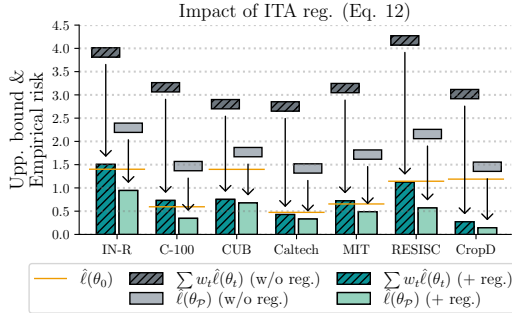 Impact of ITA reg. (Eq. 12)
Upp. bound &
Empirical risk
4.5
4.0
3.5
3.0
2.5
2.0
1.5
1.0
0.5
0.0
IN-R C-100 CUB Caltech MIT RESISC CropD
ℓ̂(θ₀) ∑ wₜℓ̂(θₜ) (w/o reg.) ∑ wₜℓ̂(θₜ) (+ reg.)
ℓ̂(θ_𝒫) (w/o reg.) ℓ̂(θ_𝒫) (+ reg.)